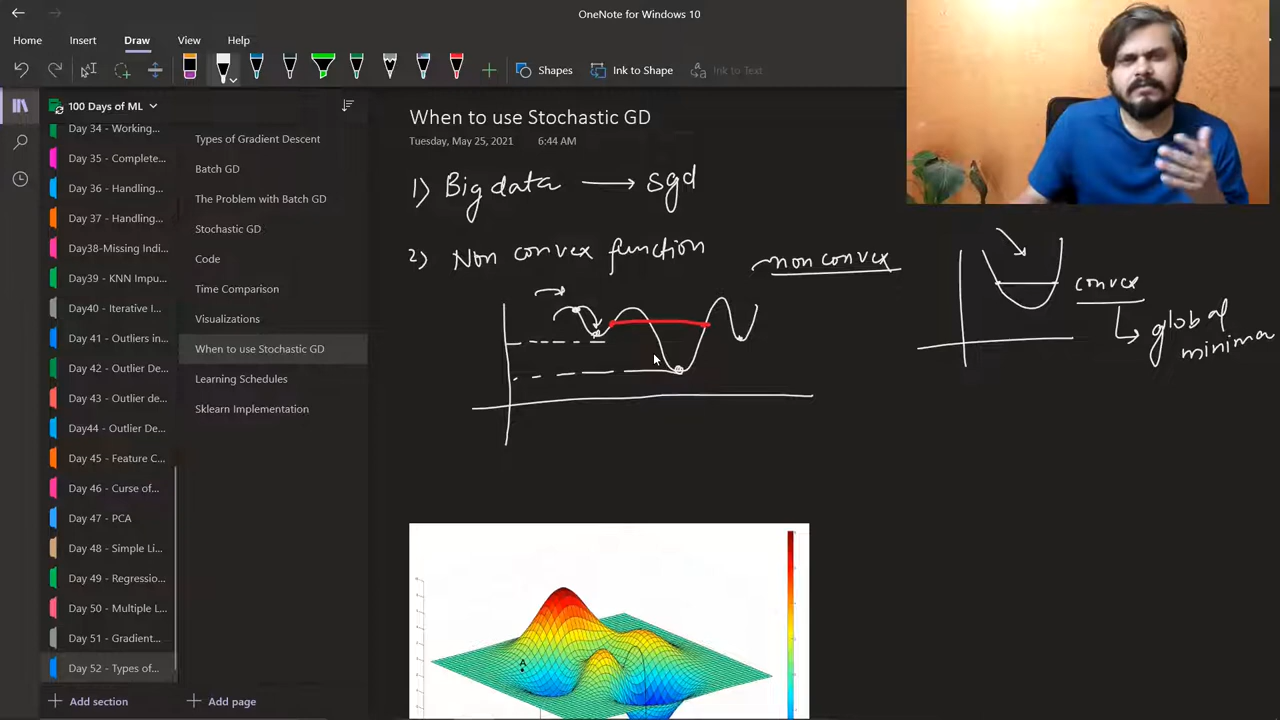 OneNote for Windows 10
Home Insert Draw View Help
Shapes Ink to Shape Ink to Text
100 Days of ML
Day 34 - Working...
Day 35 - Complete...
Day 36 - Handling...
Day 37 - Handling...
Day38-Missing Indi...
Day39 - KNN Impu...
Day40 - Iterative I...
Day 41 - Outliers in...
Day 42 - Outlier De...
Day 43 - Outlier de...
Day44 - Outlier De...
Day 45 - Feature C...
Day 46 - Curse of...
Day 47 - PCA
Day 48 - Simple Li...
Day 49 - Regressio...
Day 50 - Multiple L...
Day 51 - Gradient...
Day 52 - Types of...
Add section
Types of Gradient Descent
Batch GD
The Problem with Batch GD
Stochastic GD
Code
Time Comparison
Visualizations
When to use Stochastic GD
Learning Schedules
Sklearn Implementation
Add page
When to use Stochastic GD
Tuesday, May 25, 2021 6:44 AM
1) Big data → sgd
2) Non convex function
non convex
convex
global
minima
A